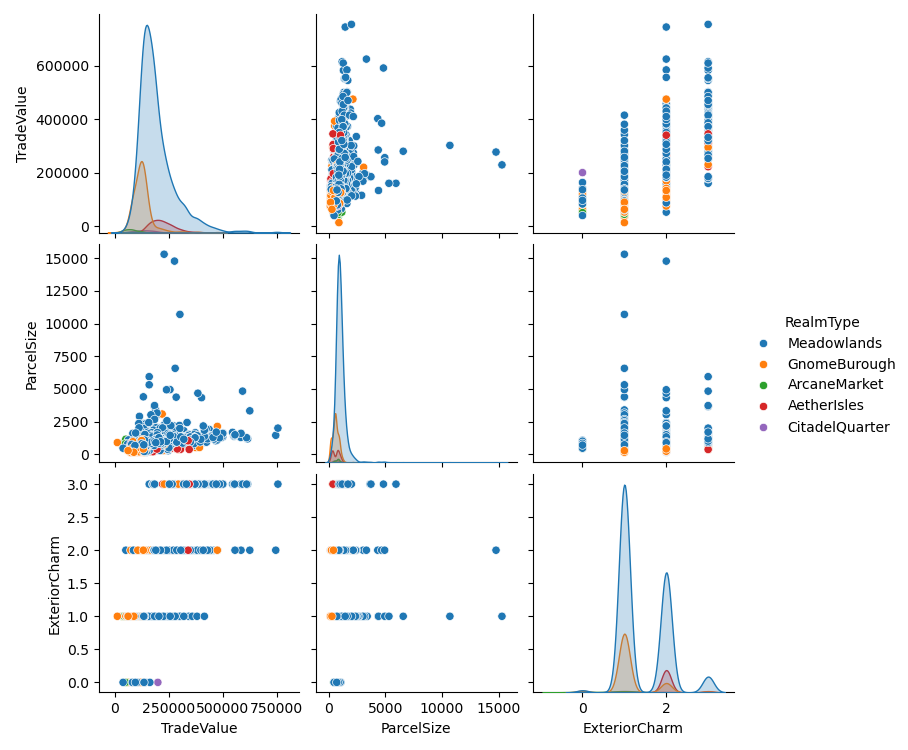 TradeValue
600000
400000
200000
0
ParcelSize
15000
12500
10000
7500
5000
2500
0
ExteriorCharm
3.0
2.5
2.0
1.5
1.0
0.5
0.0
0 250000 500000 750000
TradeValue
0 5000 10000 15000
ParcelSize
0 2
ExteriorCharm
RealmType
Meadowlands
GnomeBurough
ArcaneMarket
AetherIsles
CitadelQuarter